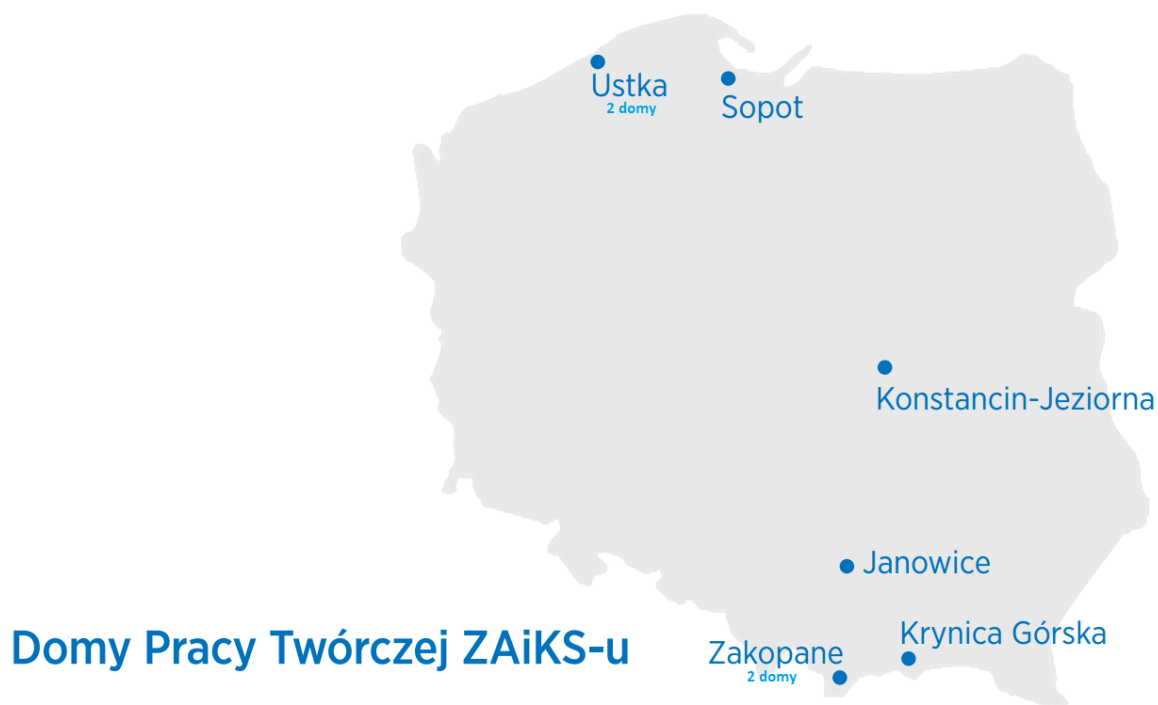 Ustka
2 domy
Sopot
Konstancin-Jeziorna
Janowice
Krynica Górska
Zakopane
2 domy
Domy Pracy Twórczej ZAiKS-u